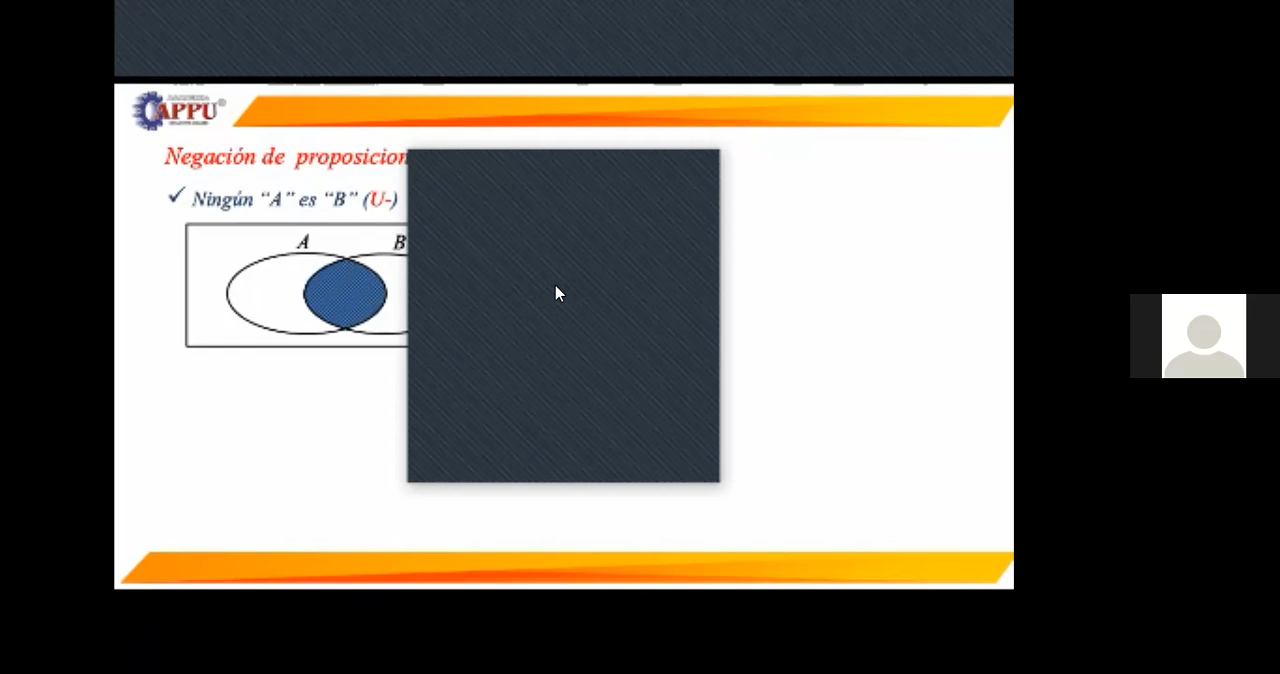 APPU
Negación de proposicion
✓ Ningún “A” es “B” (U-)
A B